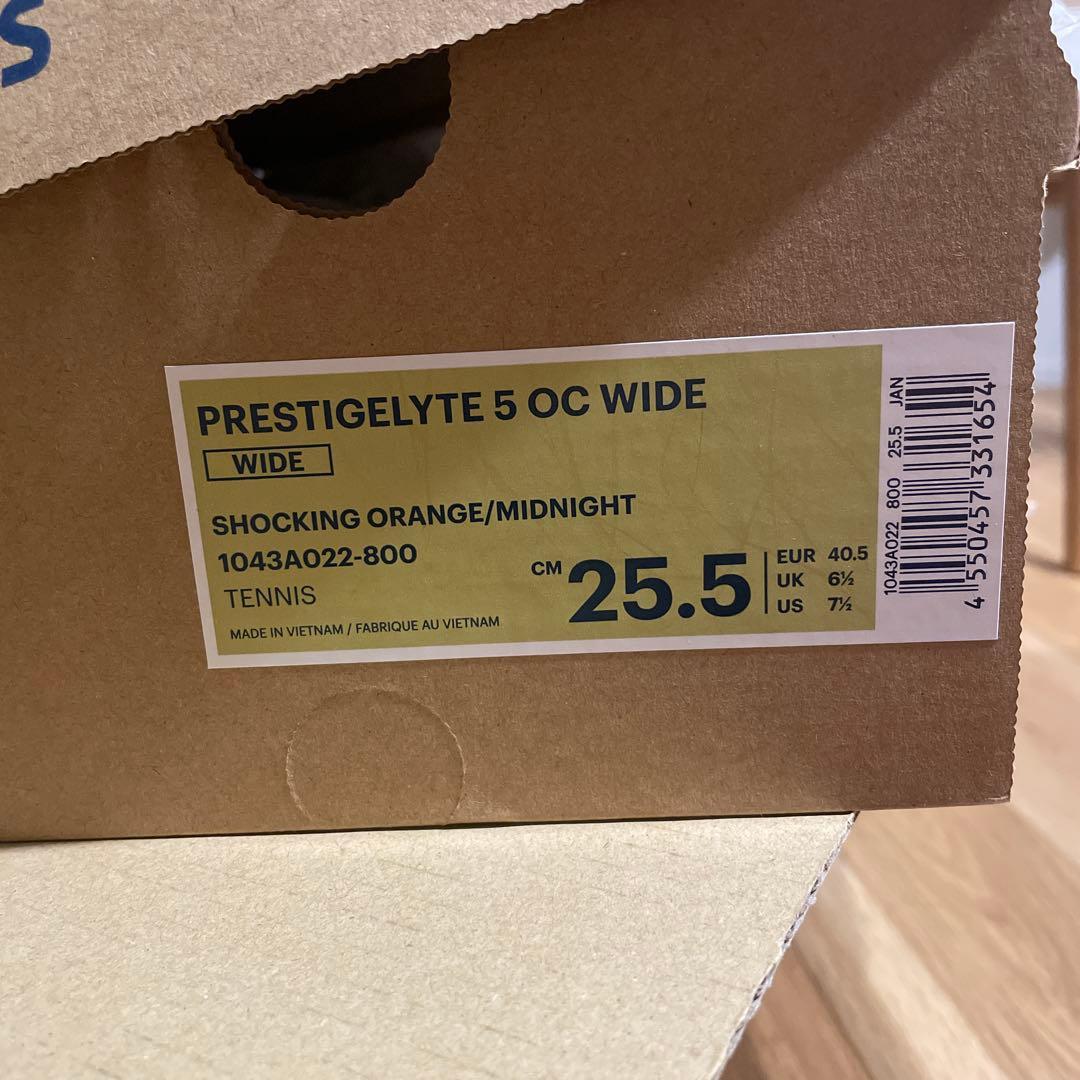 S
PRESTIGELYTE 5 OC WIDE
WIDE
SHOCKING ORANGE/MIDNIGHT
1043A022-800
TENNIS
MADE IN VIETNAM / FABRIQUE AU VIETNAM
CM 25.5
EUR 40.5
UK 6½
US 7½
1043A022 800 25.5 JAN
4 550457 331654